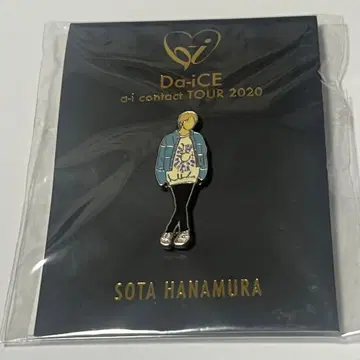 Da-iCE
a-i contact TOUR 2020
SOTA HANAMURA